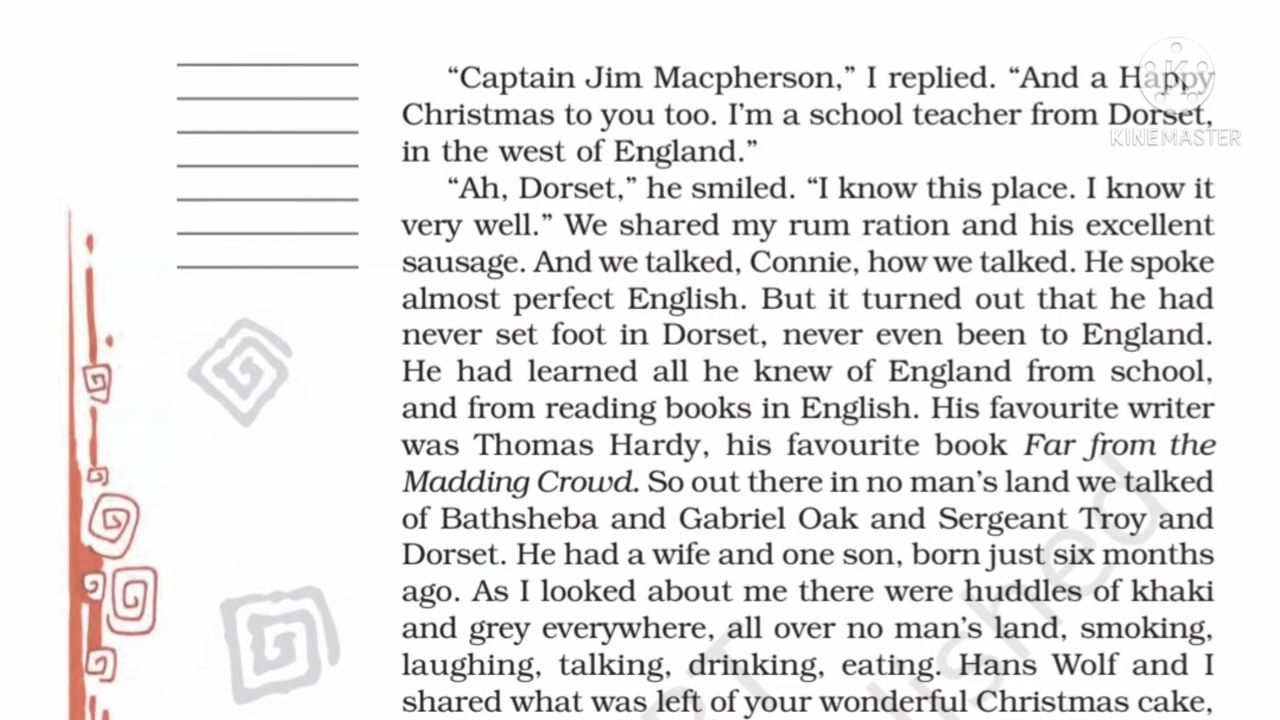 “Captain Jim Macpherson,” I replied. “And a Happy
Christmas to you too. I’m a school teacher from Dorset,
in the west of England.”
“Ah, Dorset,” he smiled. “I know this place. I know it
very well.” We shared my rum ration and his excellent
sausage. And we talked, Connie, how we talked. He spoke
almost perfect English. But it turned out that he had
never set foot in Dorset, never even been to England.
He had learned all he knew of England from school,
and from reading books in English. His favourite writer
was Thomas Hardy, his favourite book Far from the
Madding Crowd. So out there in no man’s land we talked
of Bathsheba and Gabriel Oak and Sergeant Troy and
Dorset. He had a wife and one son, born just six months
ago. As I looked about me there were huddles of khaki
and grey everywhere, all over no man’s land, smoking,
laughing, talking, drinking, eating. Hans Wolf and I
shared what was left of your wonderful Christmas cake,
K
KINEMASTER